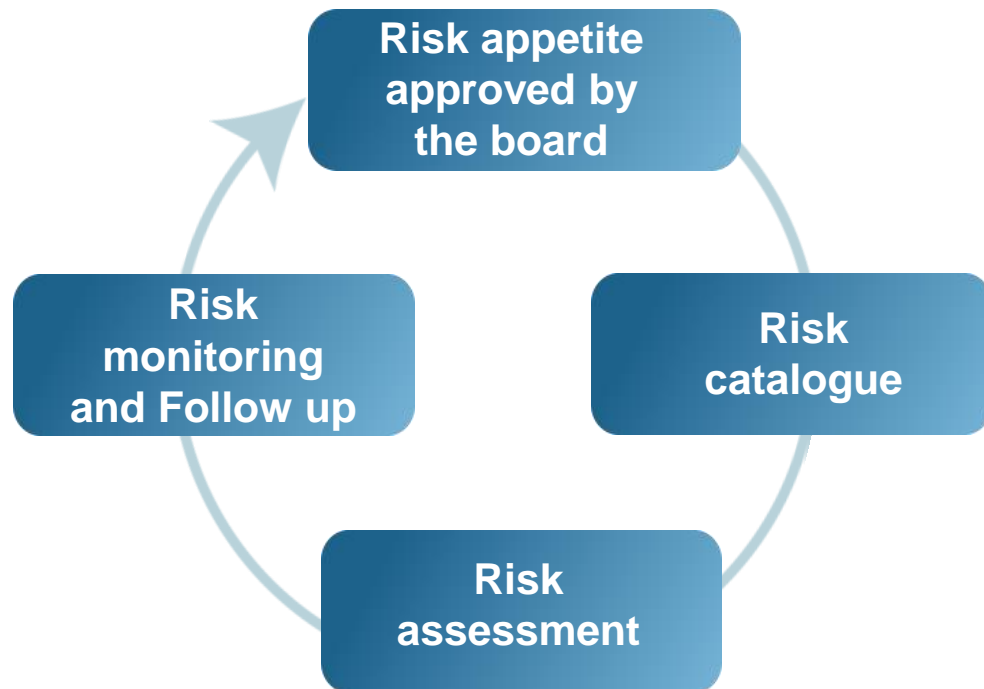 Risk appetite
approved by
the board
Risk
catalogue
Risk
assessment
Risk
monitoring
and Follow up